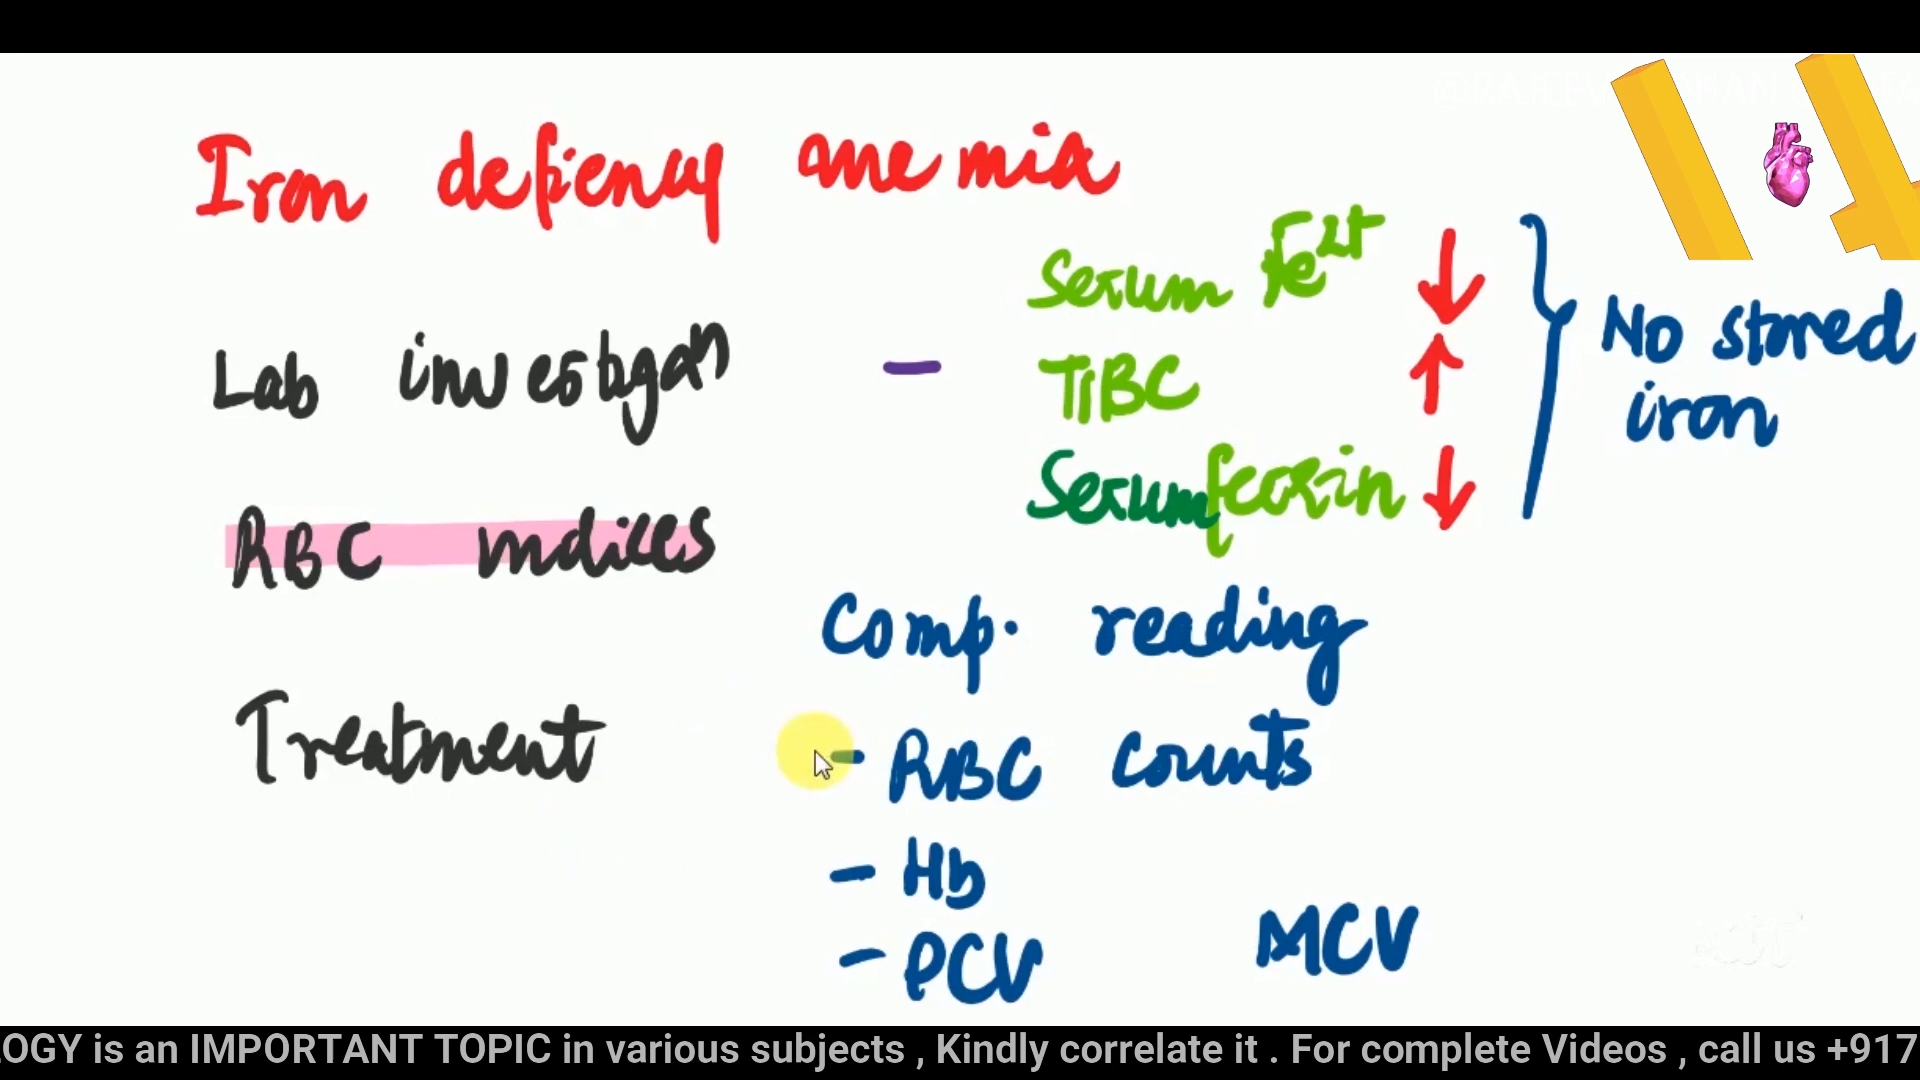 Iron defiency anemia
Serum Fe2+ ↓
Lab investigan - TIBC ↑
Serum ferrin ↓
No stored
iron
RBC indices
Comp. reading
Treatment
- RBC counts
- Hb
- PCV MCV
OGY is an IMPORTANT TOPIC in various subjects , Kindly correlate it . For complete Videos , call us +917